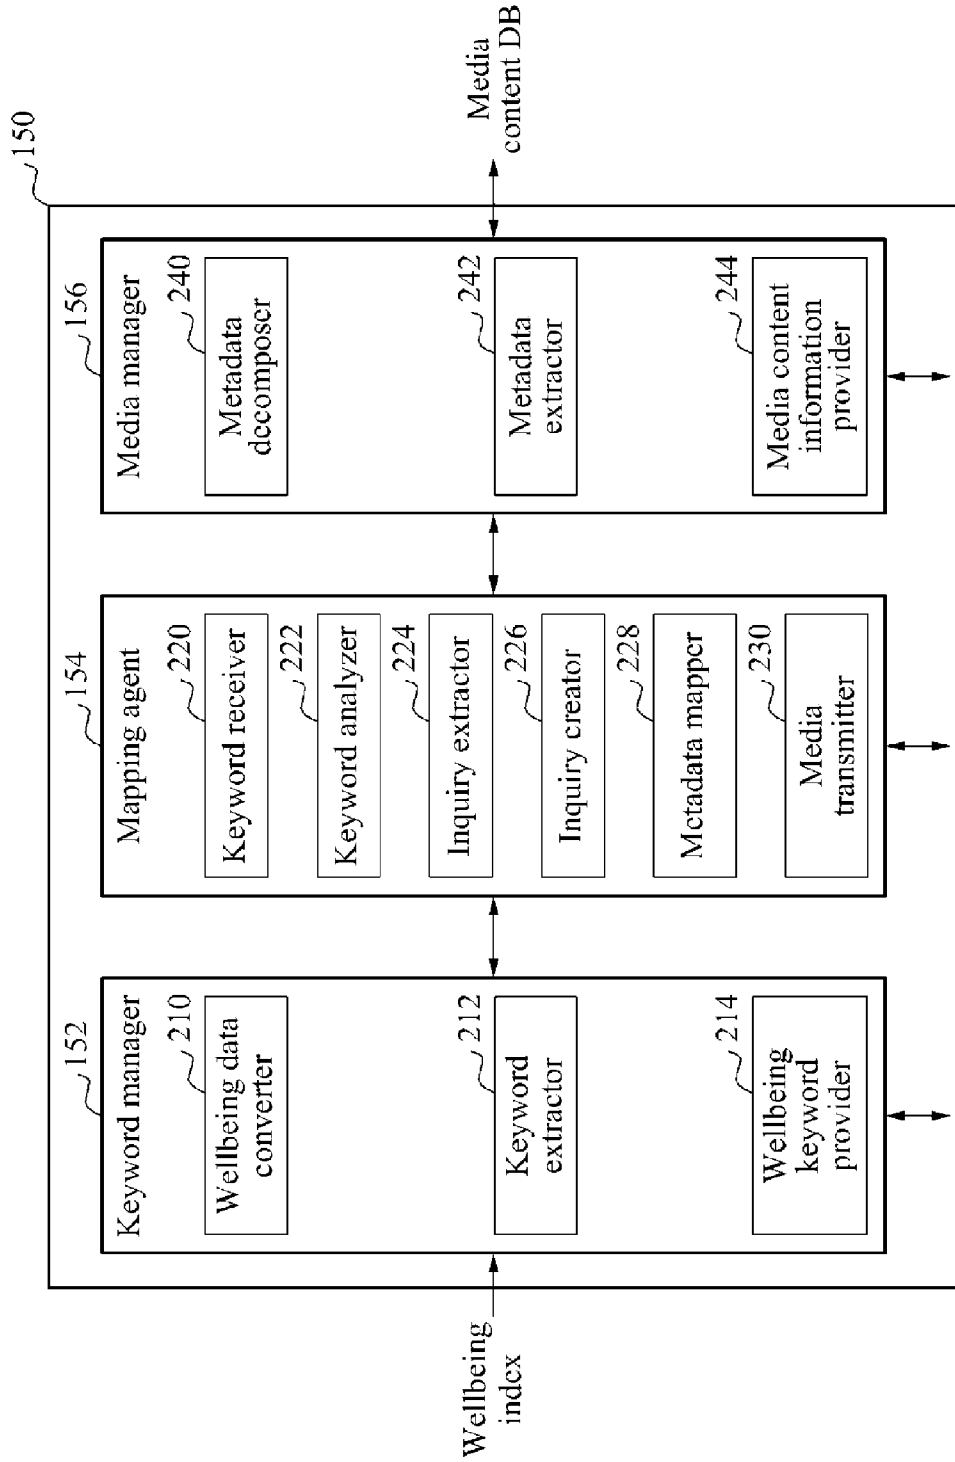 150
Wellbeing
index
152
Keyword manager
210
Wellbeing data
converter
212
Keyword
extractor
214
Wellbeing
keyword
provider
154
Mapping agent
220
Keyword receiver
222
Keyword analyzer
224
Inquiry extractor
226
Inquiry creator
228
Metadata mapper
230
Media
transmitter
156
Media manager
240
Metadata
decomposer
242
Metadata
extractor
244
Media content
information
provider
Media
content DB